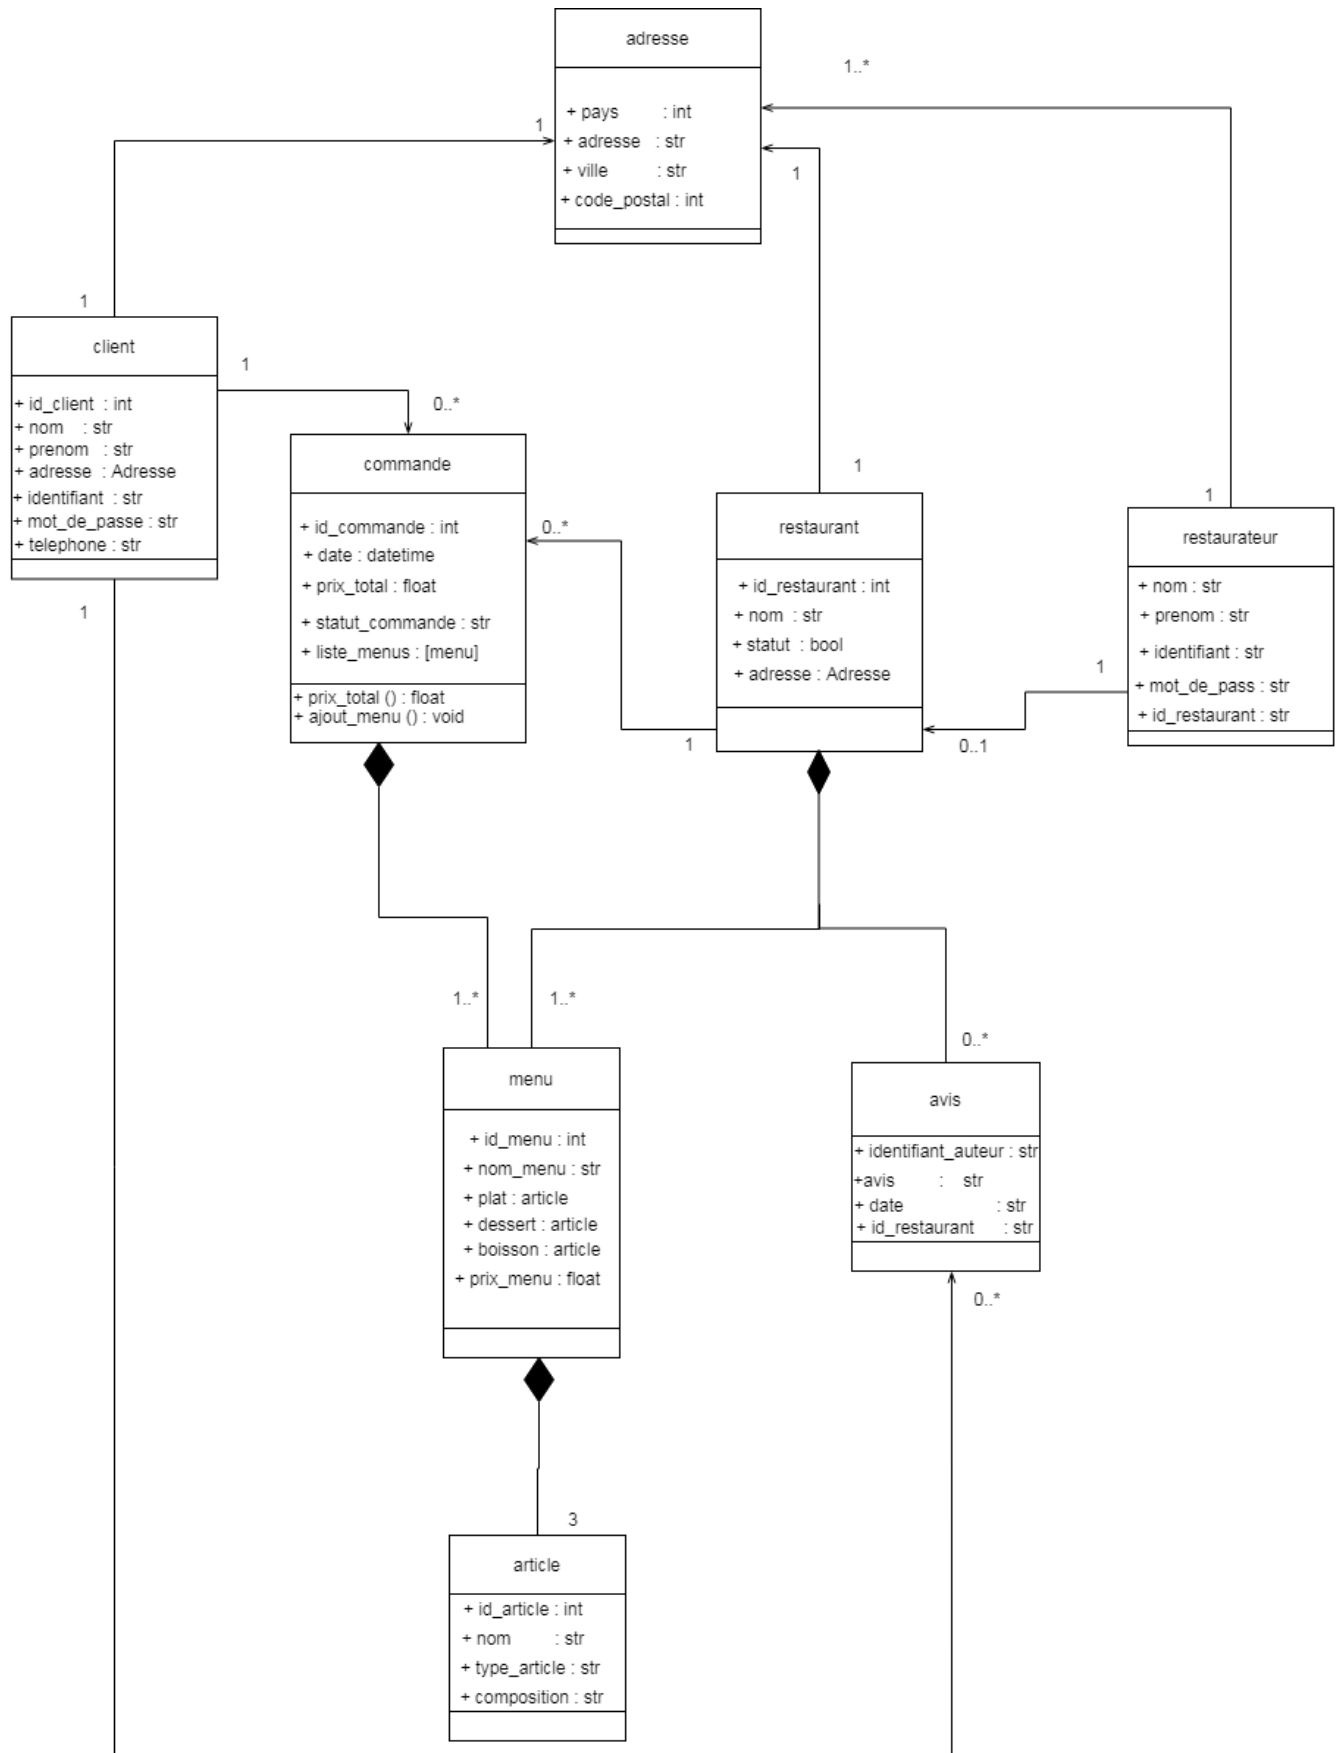 adresse
1..*
+ pays : int
1
+ adresse : str
+ ville : str
1
+ code_postal : int
1
client
1
+ id_client : int
+ nom : str
+ prenom : str
+ adresse : Adresse
+ identifiant : str
+ mot_de_passe : str
+ telephone : str
1
0..*
commande
+ id_commande : int
+ date : datetime
+ prix_total : float
+ statut_commande : str
+ liste_menus : [menu]
+ prix_total () : float
+ ajout_menu () : void
0..*
1
1
restaurant
+ id_restaurant : int
+ nom : str
+ statut : bool
+ adresse : Adresse
1
restaurateur
+ nom : str
+ prenom : str
+ identifiant : str
+ mot_de_pass : str
+ id_restaurant : str
1
0..1
1..*
1..*
0..*
menu
+ id_menu : int
+ nom_menu : str
+ plat : article
+ dessert : article
+ boisson : article
+ prix_menu : float
avis
+ identifiant_auteur : str
+avis : str
+ date : str
+ id_restaurant : str
0..*
3
article
+ id_article : int
+ nom : str
+ type_article : str
+ composition : str